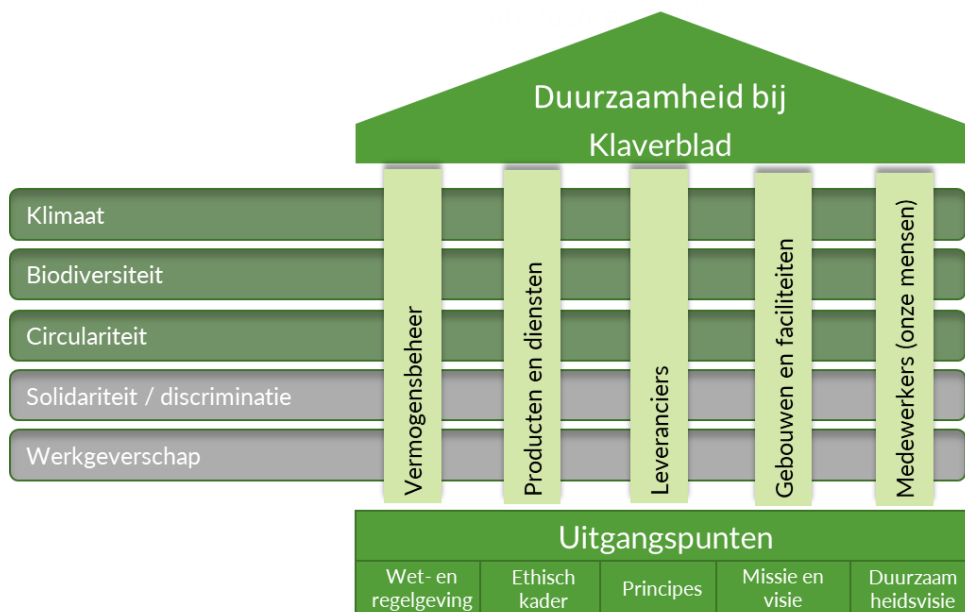 Duurzaamheid bij
Klaverblad
Klimaat
Biodiversiteit
Circulariteit
Solidariteit / discriminatie
Werkgeverschap
Vermogensbeheer
Producten en diensten
Leveranciers
Gebouwen en faciliteiten
Medewerkers (onze mensen)
Uitgangspunten
Wet- en
regelgeving
Ethisch
kader
Principes
Missie en
visie
Duurzaam
heidsvisie